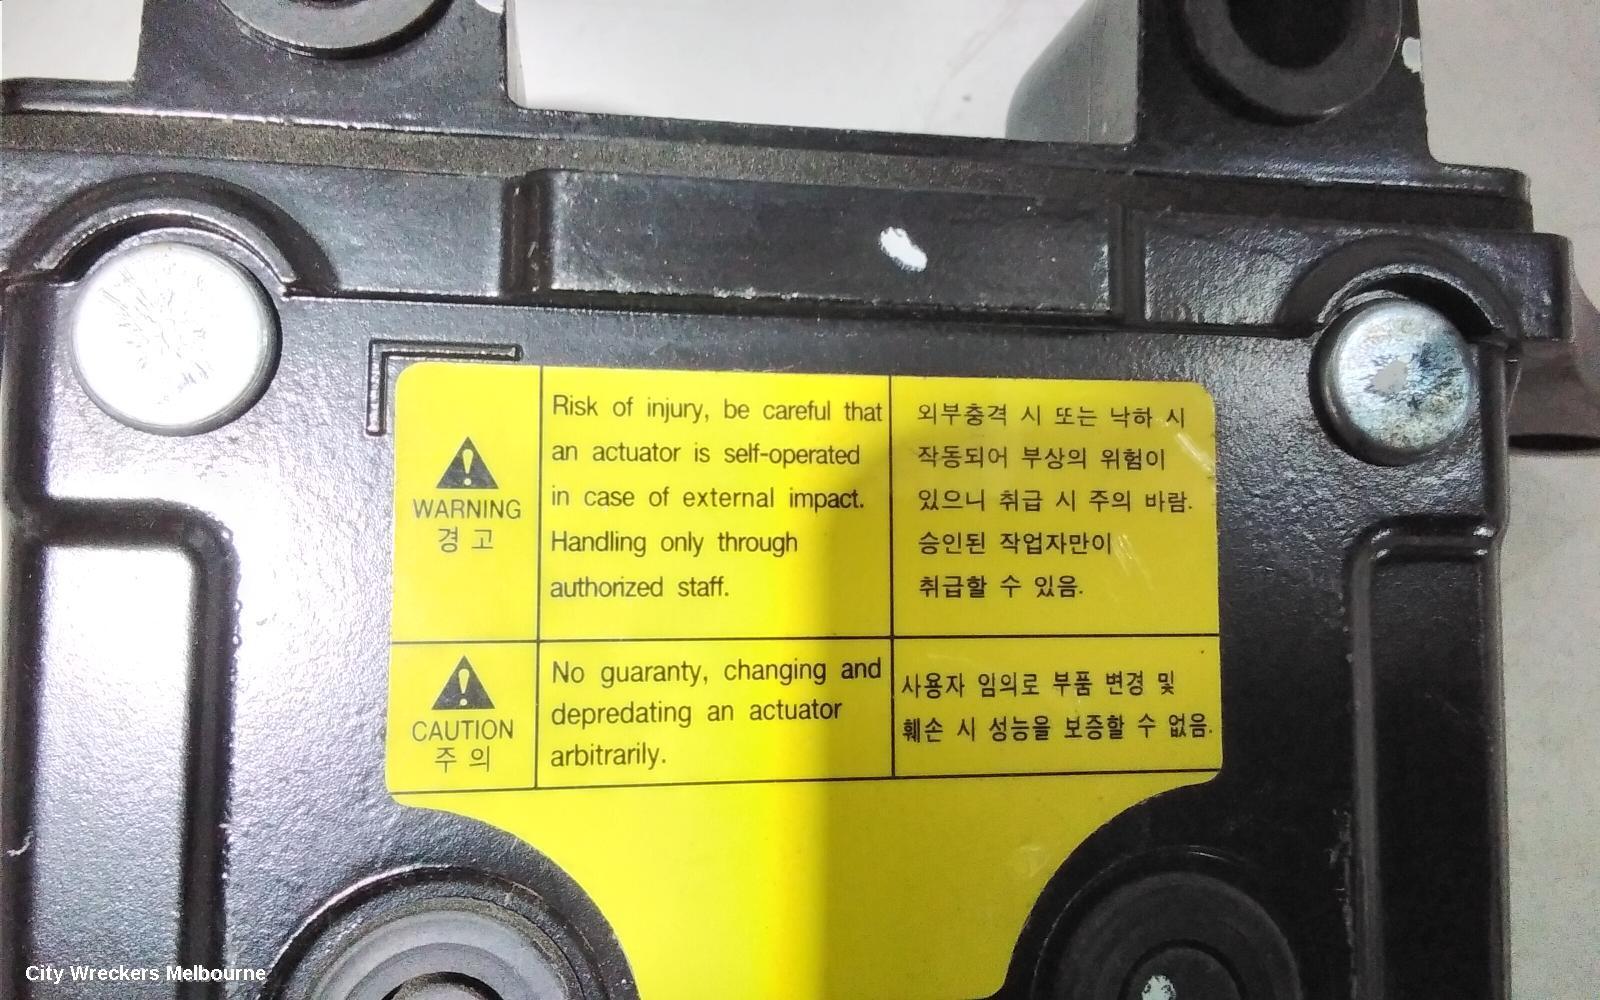 WARNING
경 고
Risk of injury, be careful that
an actuator is self-operated
in case of external impact.
Handling only through
authorized staff.
외부충격 시 또는 낙하 시
작동되어 부상의 위험이
있으니 취급 시 주의 바람.
승인된 작업자만이
취급할 수 있음.
CAUTION
주 의
No guaranty, changing and
depredating an actuator
arbitrarily.
사용자 임의로 부품 변경 및
훼손 시 성능을 보증할 수 없음.
City Wreckers Melbourne